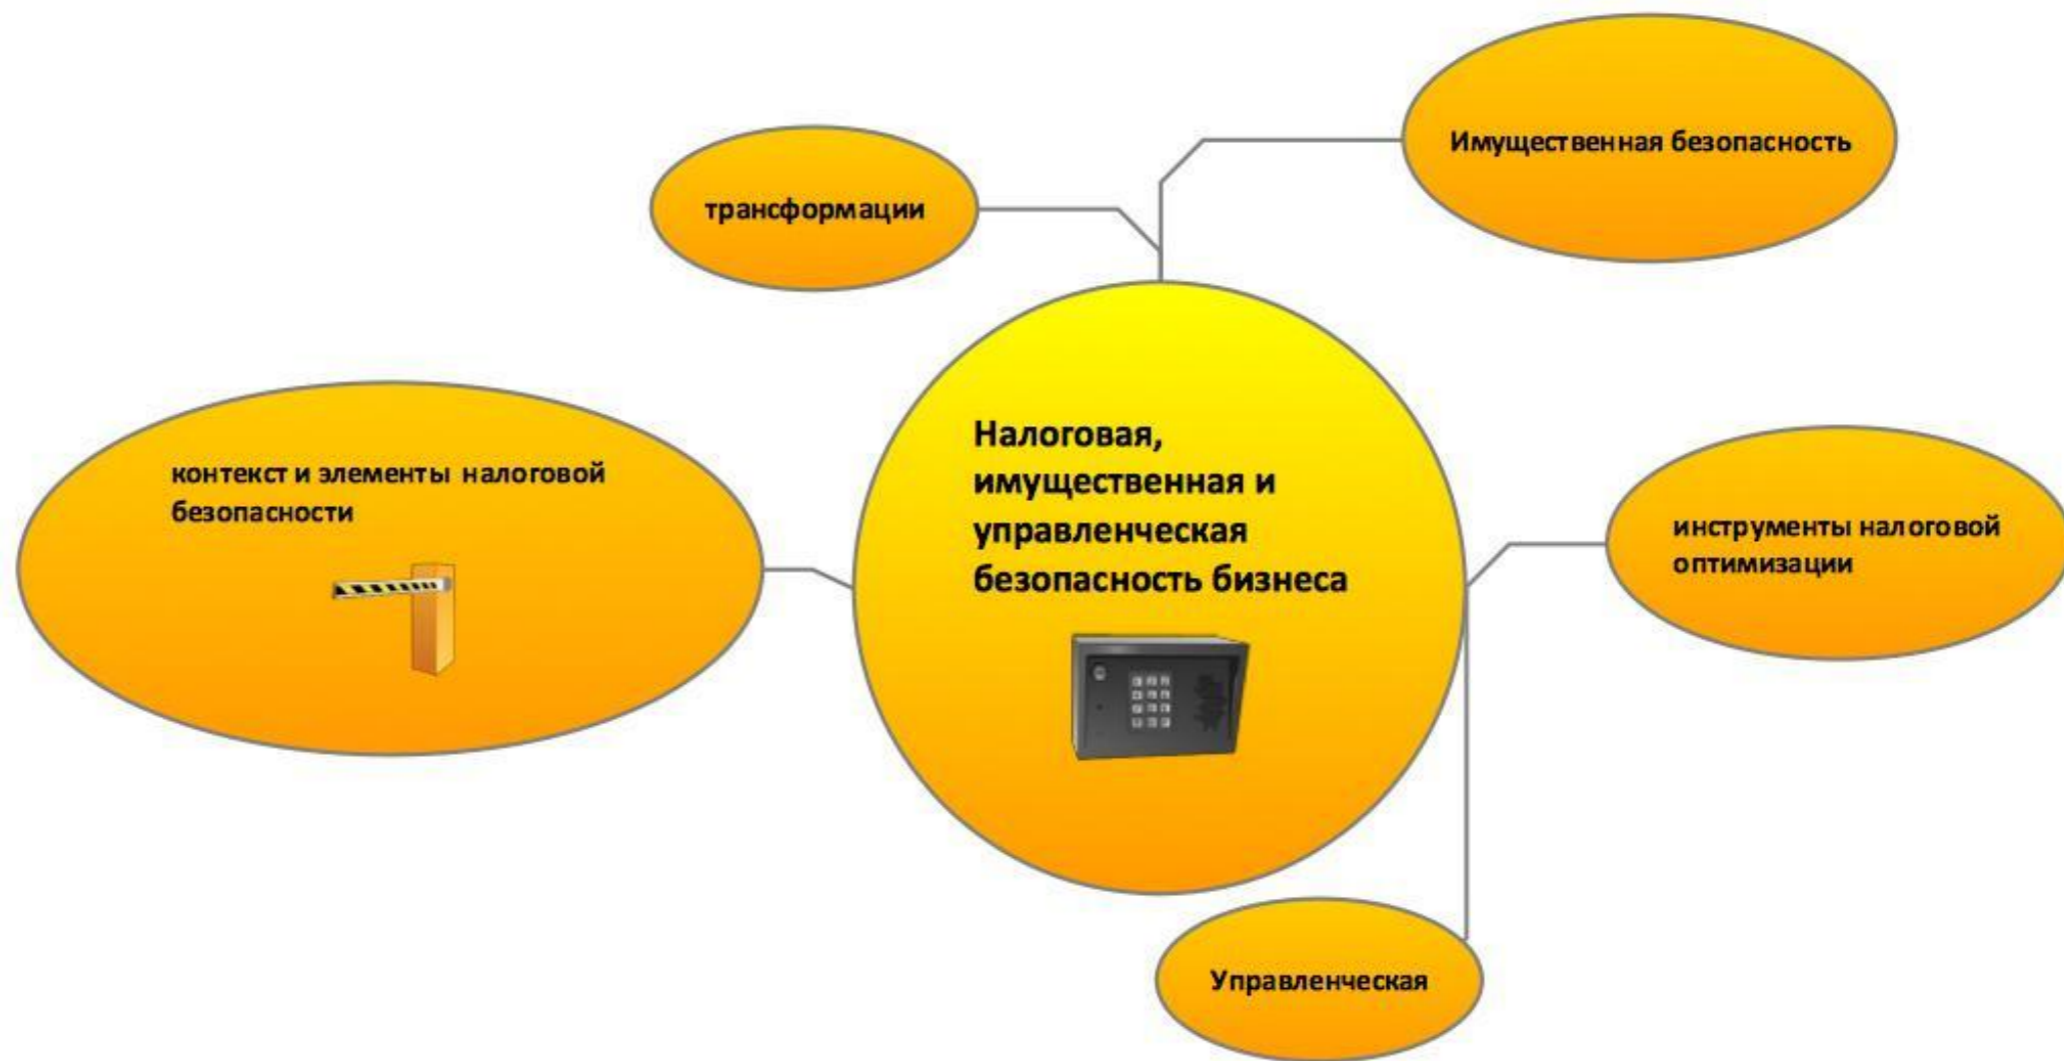 Имущественная безопасность
трансформации
Налоговая,
имущественная и
управленческая
безопасность бизнеса
контекст и элементы налоговой
безопасности
инструменты налоговой
оптимизации
Управленческая